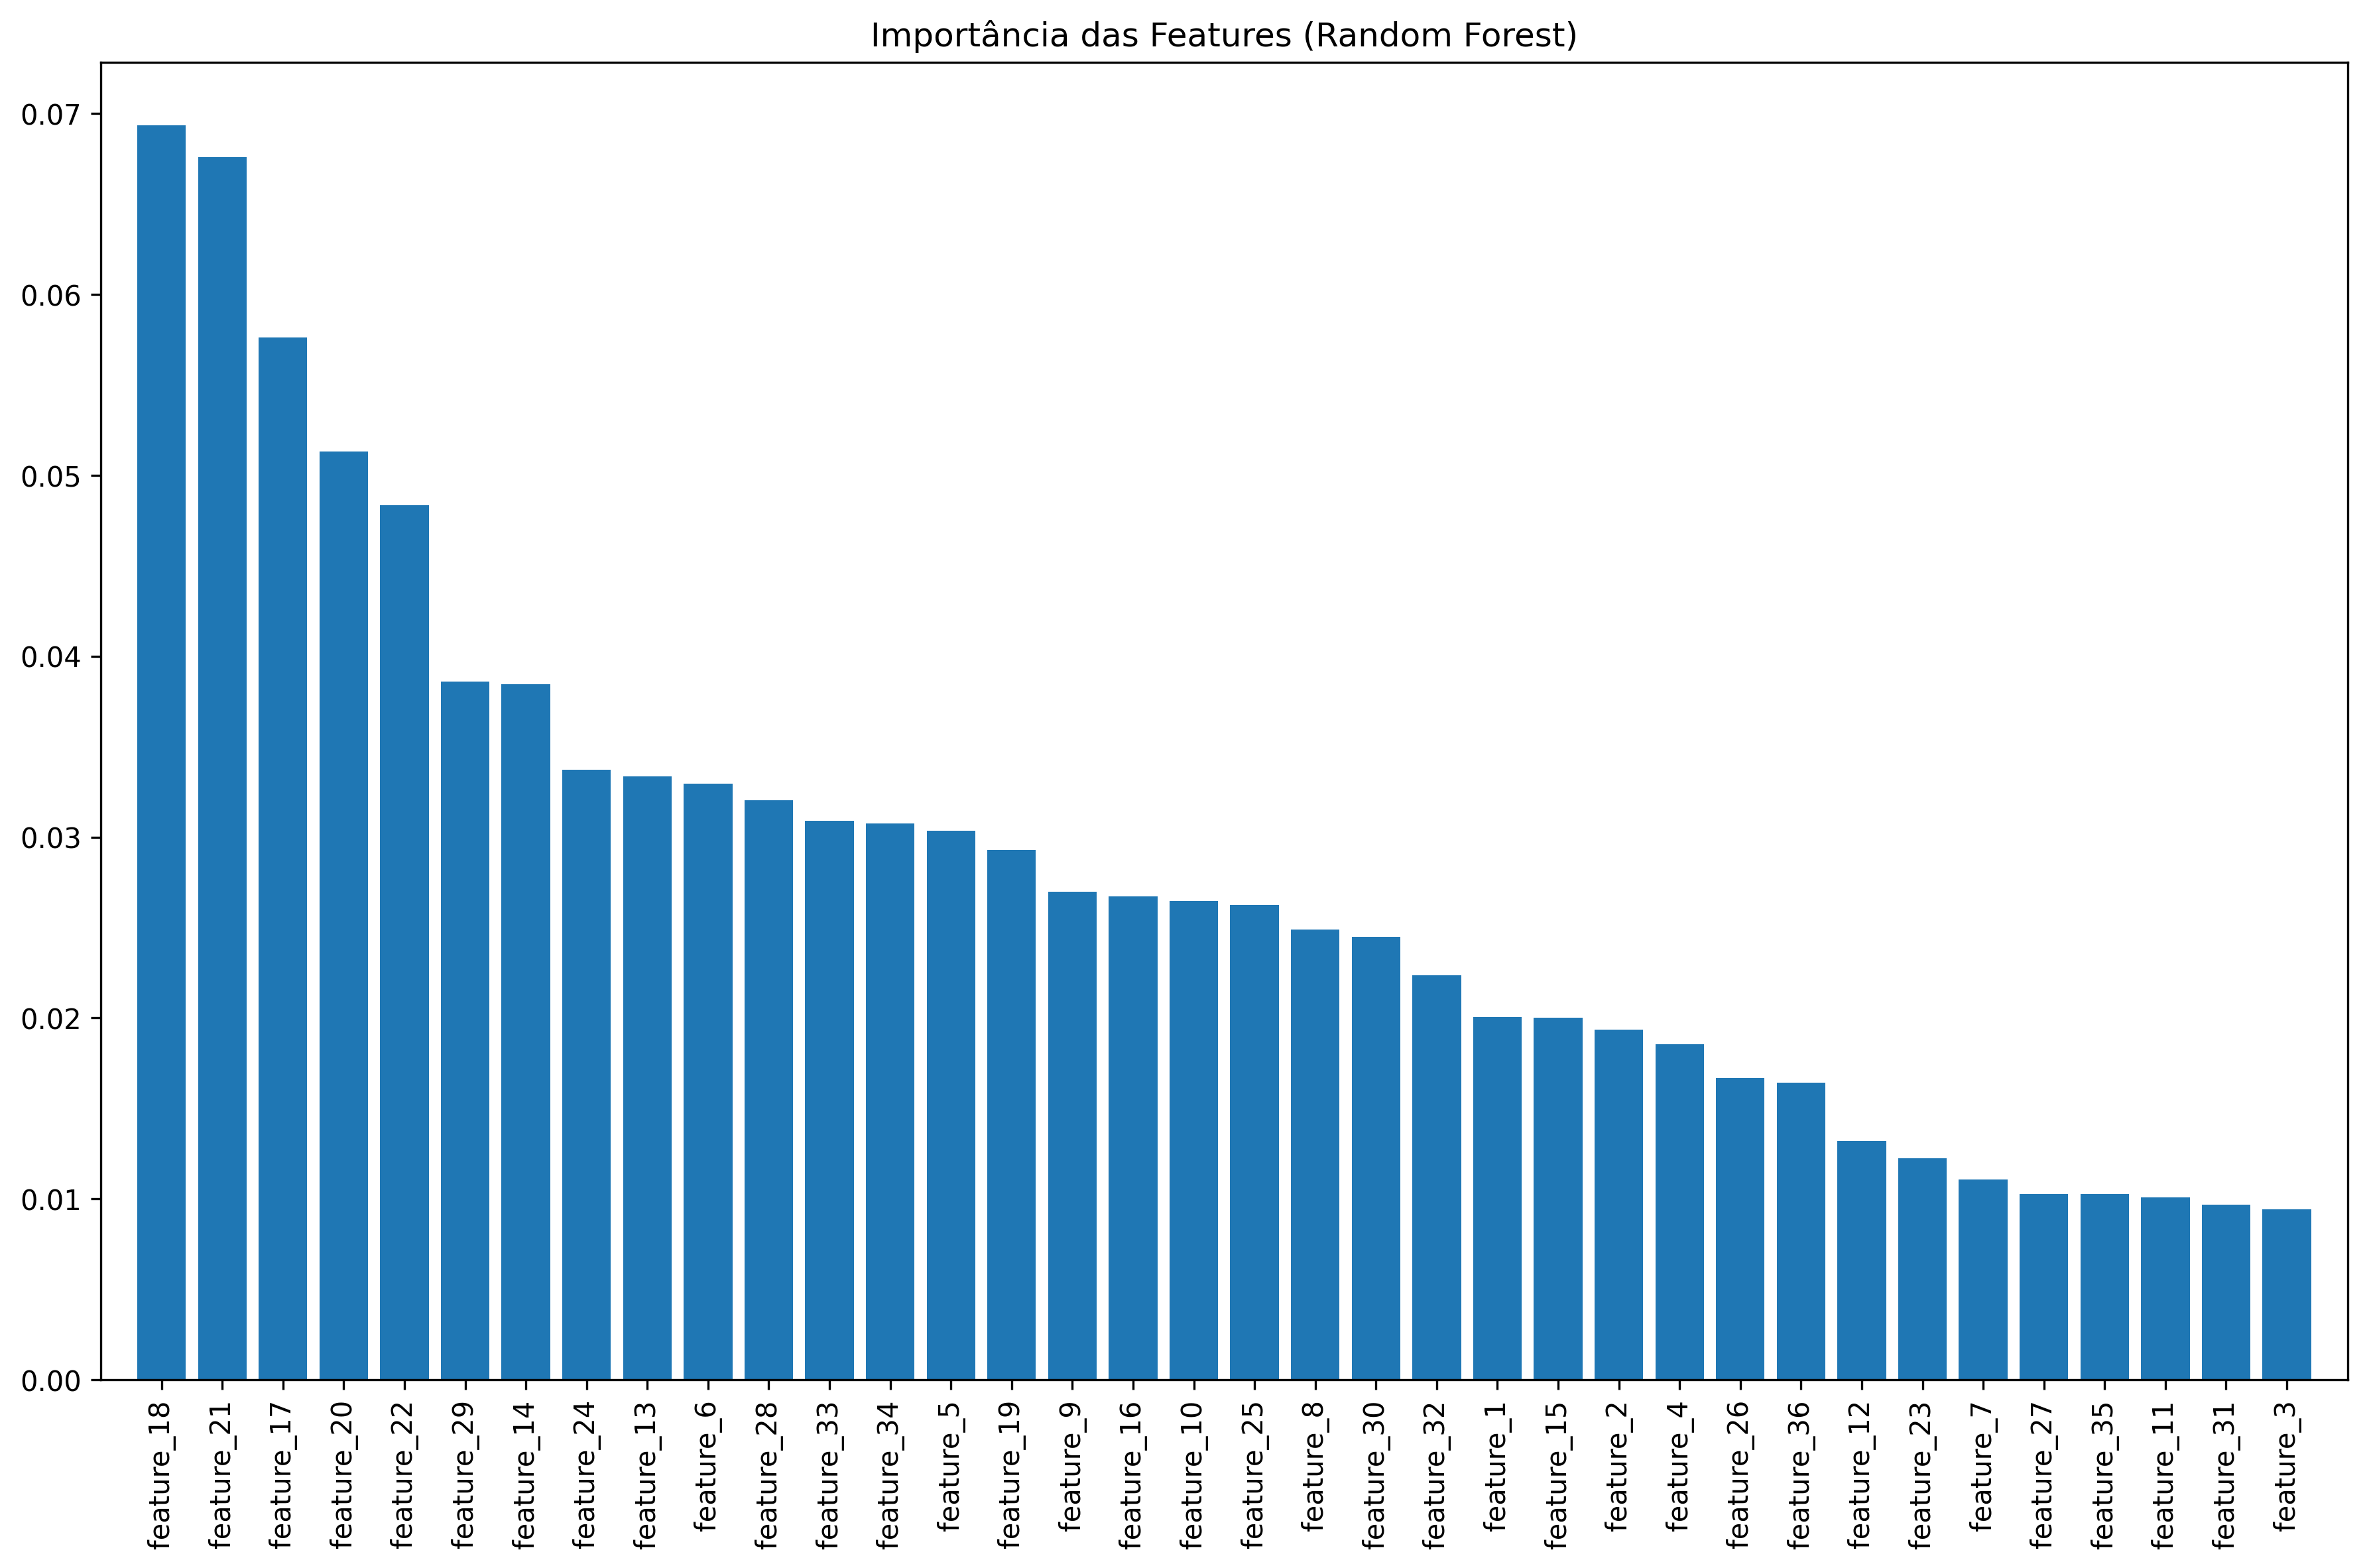 Importância das Features (Random Forest)
0.07
0.06
0.05
0.04
0.03
0.02
0.01
0.00
feature_18
feature_21
feature_17
feature_20
feature_22
feature_29
feature_14
feature_24
feature_13
feature_6
feature_28
feature_33
feature_34
feature_5
feature_19
feature_9
feature_16
feature_10
feature_25
feature_8
feature_30
feature_32
feature_1
feature_15
feature_2
feature_4
feature_26
feature_36
feature_12
feature_23
feature_7
feature_27
feature_35
feature_11
feature_31
feature_3